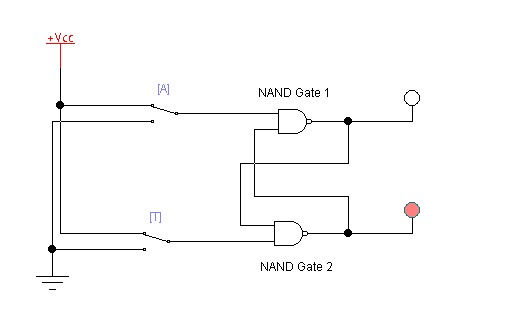 +Vcc
[A]
NAND Gate 1
[T]
NAND Gate 2